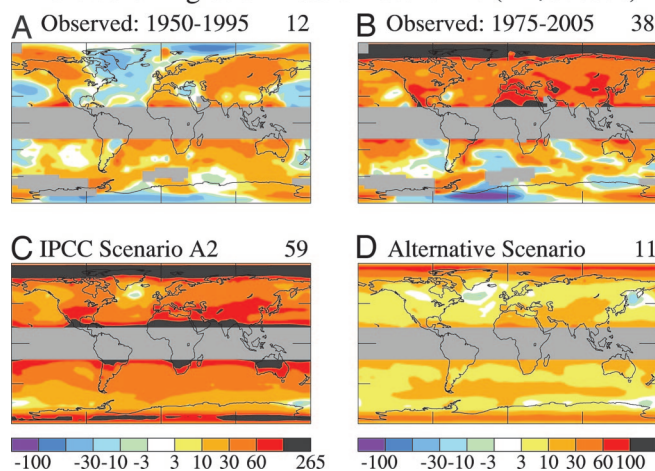 A Observed: 1950-1995 12
B Observed: 1975-2005 38
C IPCC Scenario A2 59
D Alternative Scenario 11
-100 -30 -10 -3 3 10 30 60 265
-100 -30 -10 -3 3 10 30 60 100